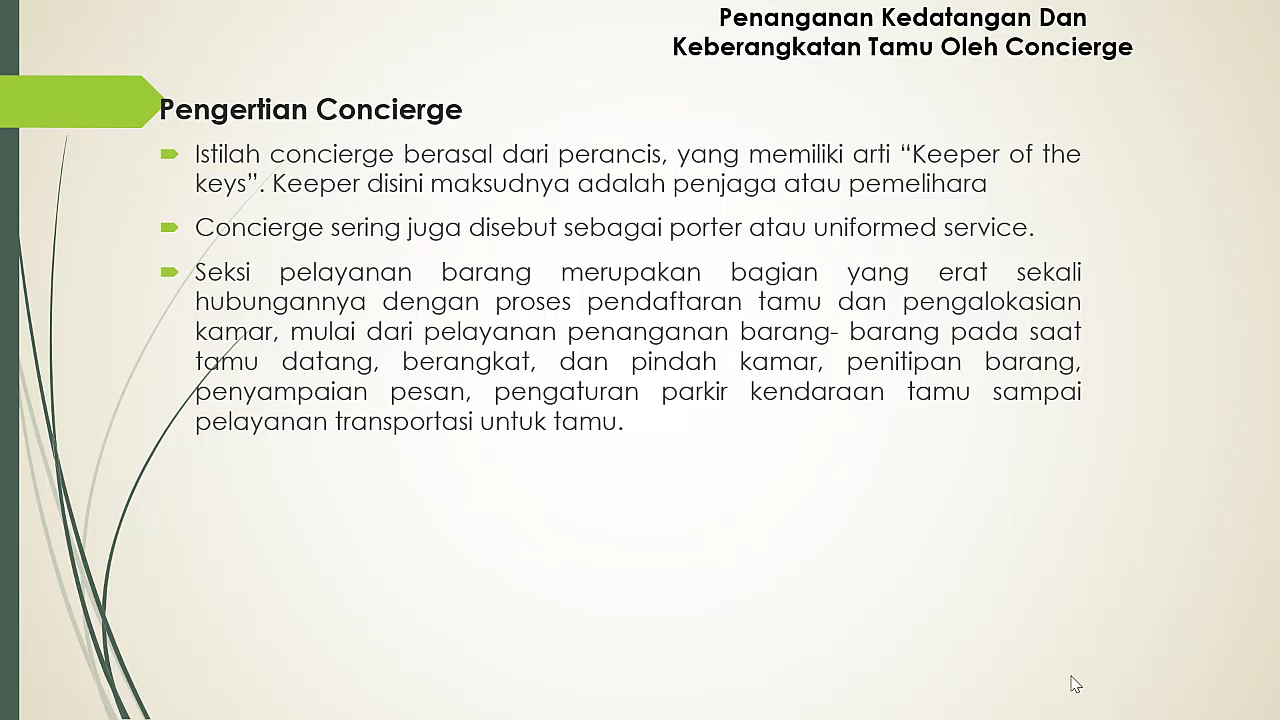 Penanganan Kedatangan Dan
Keberangkatan Tamu Oleh Concierge
Pengertian Concierge
Istilah concierge berasal dari perancis, yang memiliki arti “Keeper of the
keys”. Keeper disini maksudnya adalah penjaga atau pemelihara
Concierge sering juga disebut sebagai porter atau uniformed service.
Seksi pelayanan barang merupakan bagian yang erat sekali
hubungannya dengan proses pendaftaran tamu dan pengalokasian
kamar, mulai dari pelayanan penanganan barang- barang pada saat
tamu datang, berangkat, dan pindah kamar, penitipan barang,
penyampaian pesan, pengaturan parkir kendaraan tamu sampai
pelayanan transportasi untuk tamu.